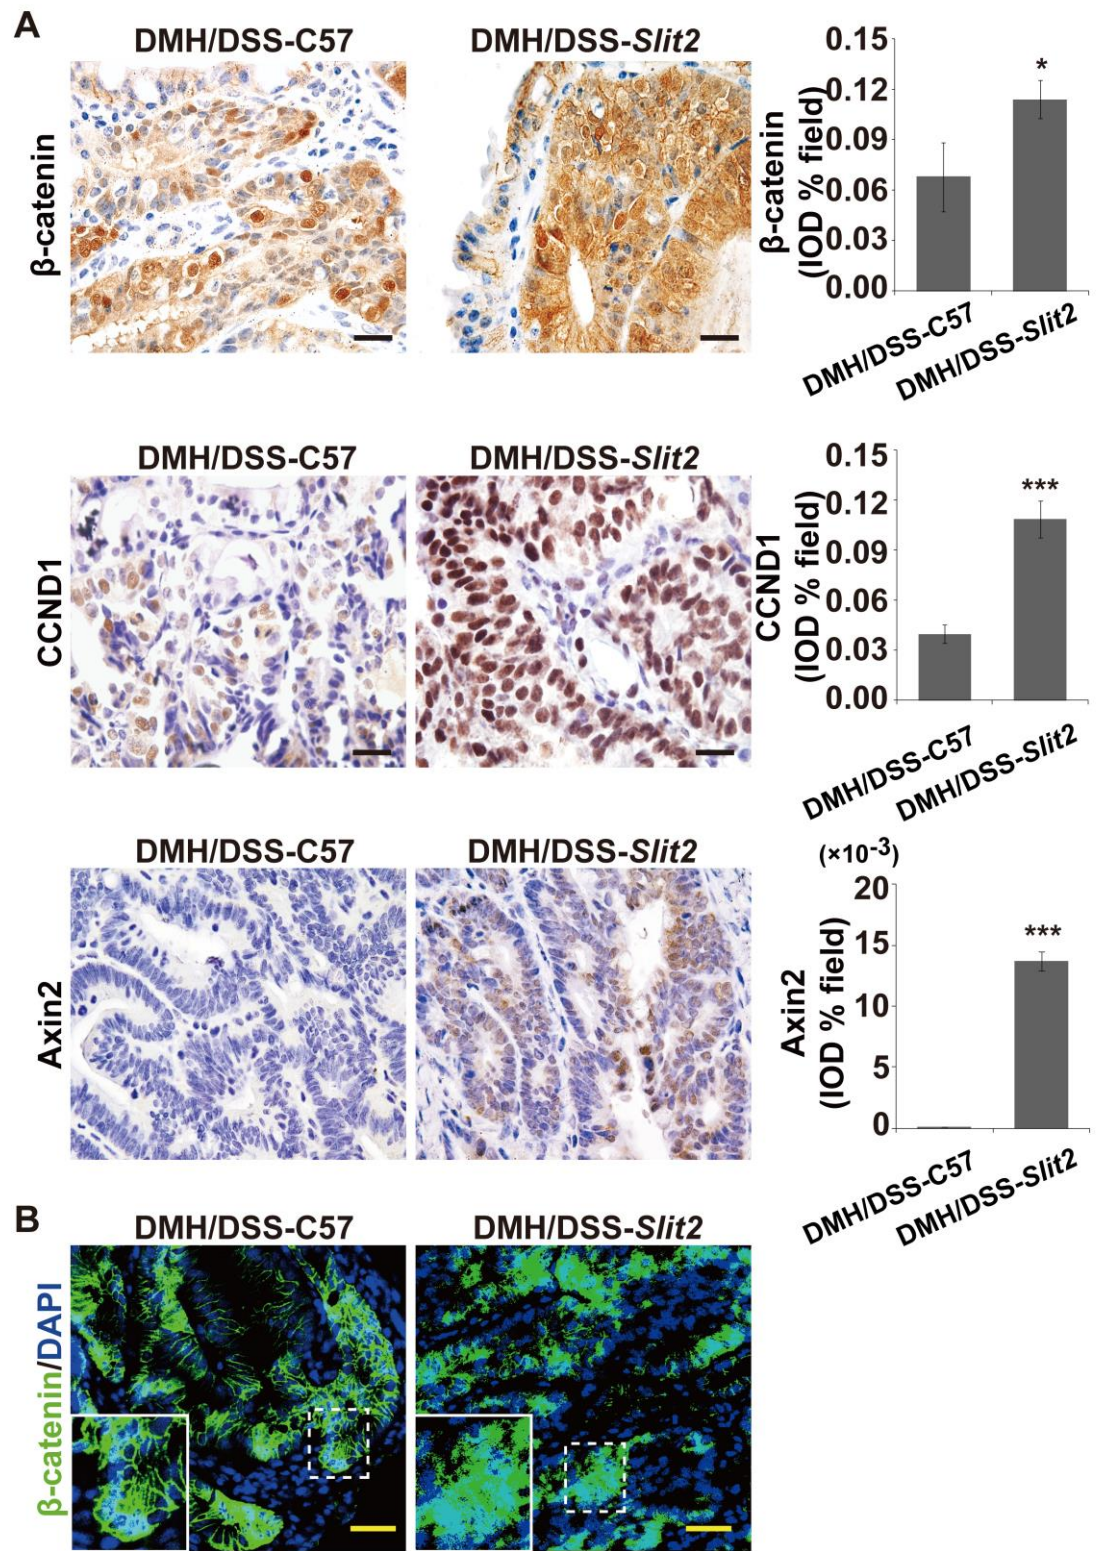 A
DMH/DSS-C57
DMH/DSS-Slit2
β-catenin
β-catenin
(IOD % field)
0.15
0.12
0.09
0.06
0.03
0.00
*
DMH/DSS-C57
DMH/DSS-Slit2
DMH/DSS-C57
DMH/DSS-Slit2
CCND1
CCND1
(IOD % field)
0.15
0.12
0.09
0.06
0.03
0.00
***
DMH/DSS-C57
DMH/DSS-Slit2
DMH/DSS-C57
DMH/DSS-Slit2
Axin2
Axin2
(IOD % field)
(×10-3)
20
15
10
5
0
***
DMH/DSS-C57
DMH/DSS-Slit2
B
DMH/DSS-C57
DMH/DSS-Slit2
β-catenin/DAPI